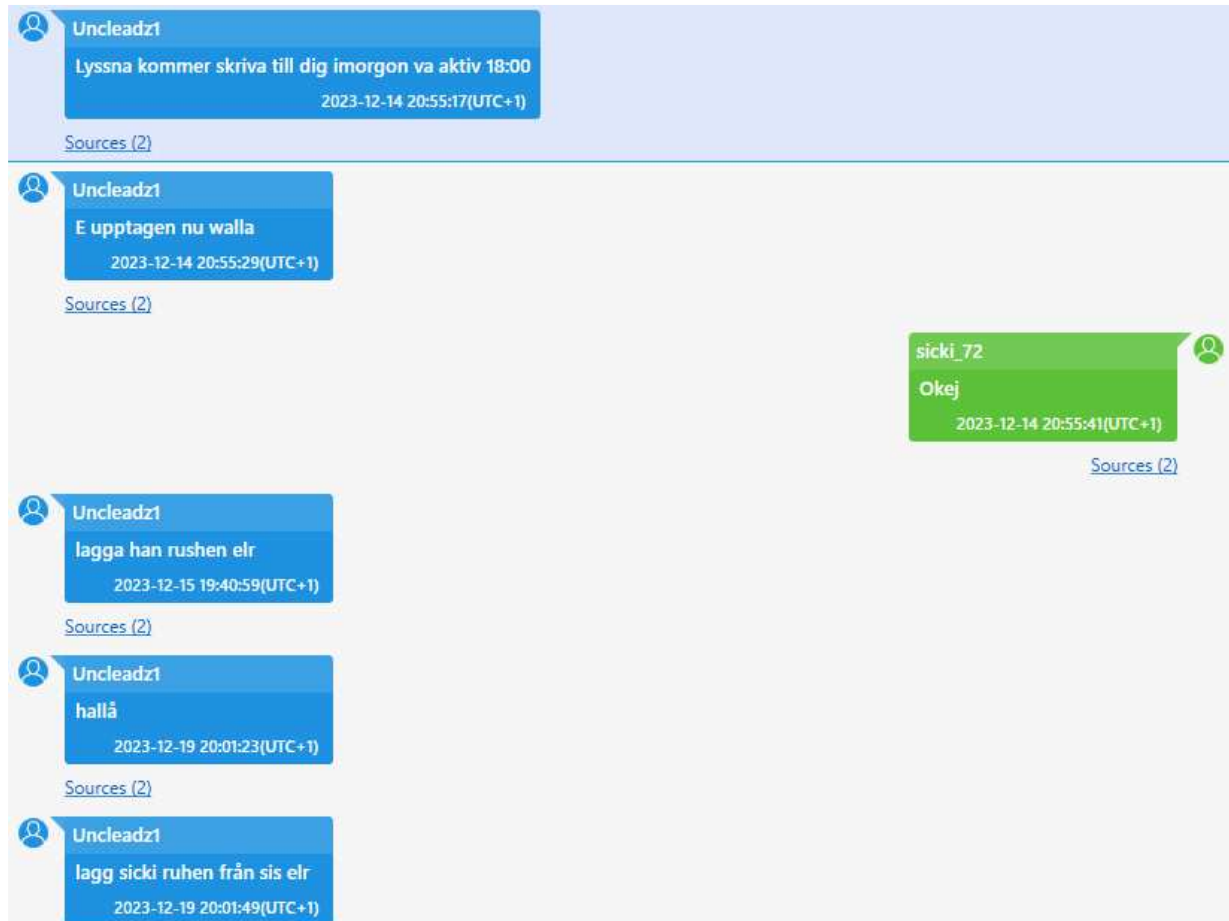 Uncleadz1
Lyssna kommer skriva till dig imorgon va aktiv 18:00
2023-12-14 20:55:17(UTC+1)
Sources (2)
Uncleadz1
E upptagen nu walla
2023-12-14 20:55:29(UTC+1)
Sources (2)
sicki_72
Okej
2023-12-14 20:55:41(UTC+1)
Sources (2)
Uncleadz1
lagga han rushen elr
2023-12-15 19:40:59(UTC+1)
Sources (2)
Uncleadz1
hallå
2023-12-19 20:01:23(UTC+1)
Sources (2)
Uncleadz1
lagg sicki ruhen från sis elr
2023-12-19 20:01:49(UTC+1)